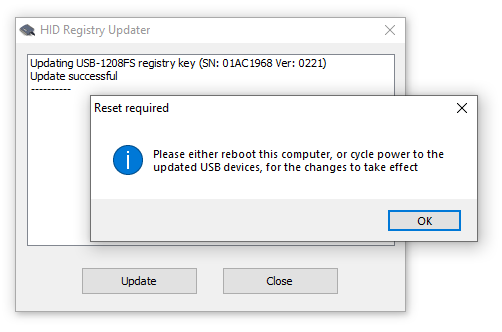 HID Registry Updater
Updating USB-1208FS registry key (SN: 01AC1968 Ver: 0221)
Update successful
----------
Reset required
Please either reboot this computer, or cycle power to the
updated USB devices, for the changes to take effect
OK
Update
Close